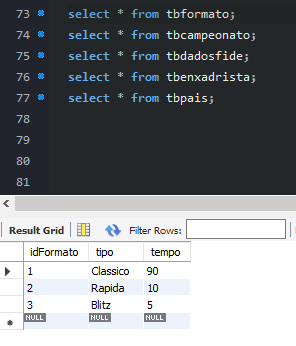 73 select * from tbformato;
74 select * from tbcampeonato;
75 select * from tbdadosfide;
76 select * from tbenxadrista;
77 select * from tbpais;
78
79
80
81
Result Grid Filter Rows:
idFormato tipo tempo
1 Classico 90
2 Rapida 10
3 Blitz 5
NULL NULL NULL